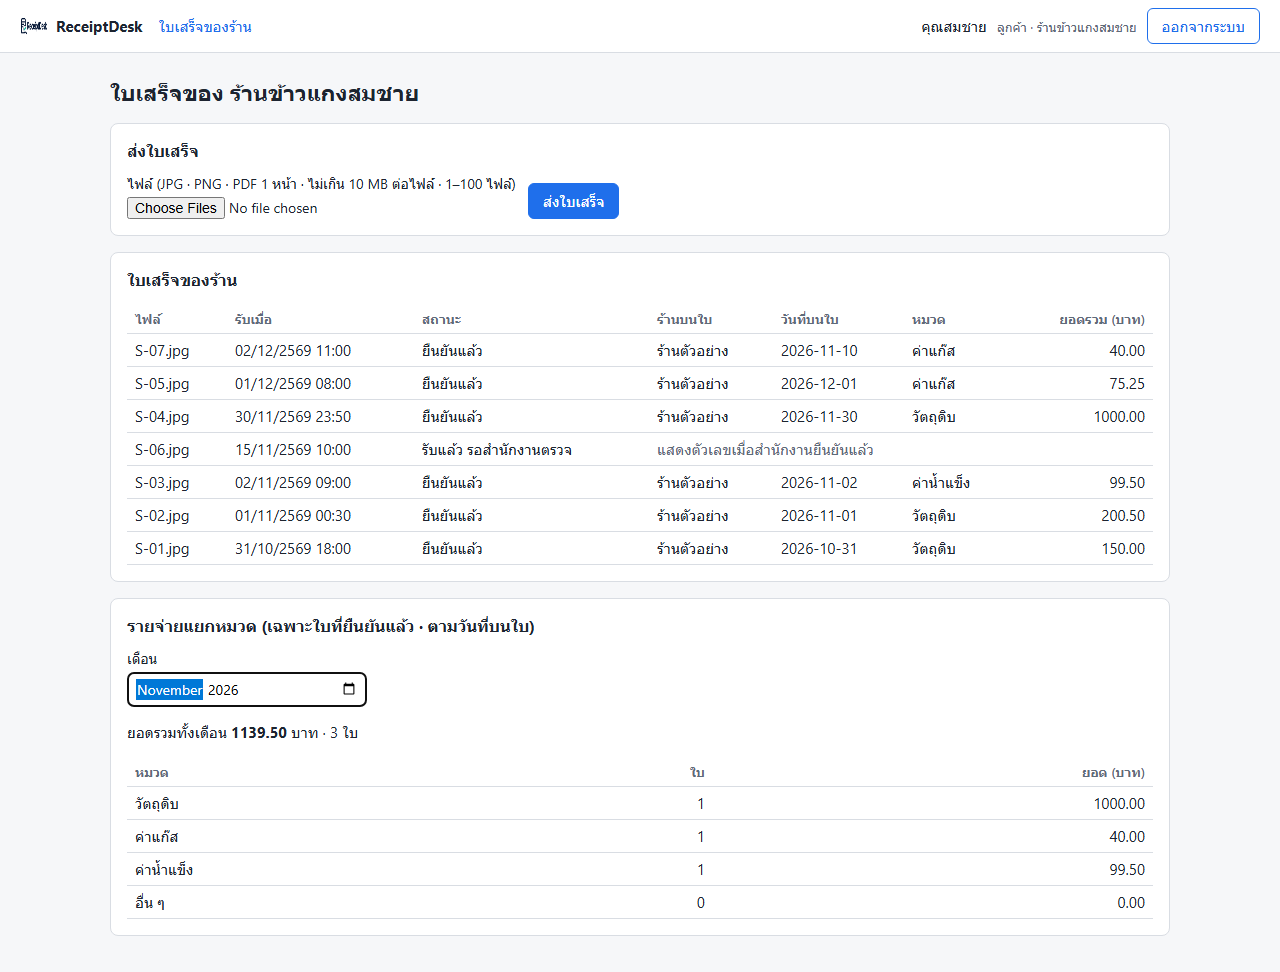 ReceiptDesk ใบเสร็จของร้าน คุณสมชาย ลูกค้า · ร้านข้าวแกงสมชาย ออกจากระบบ
ใบเสร็จของ ร้านข้าวแกงสมชาย
ส่งใบเสร็จ
ไฟล์ (JPG · PNG · PDF 1 หน้า · ไม่เกิน 10 MB ต่อไฟล์ · 1–100 ไฟล์)
Choose Files No file chosen ส่งใบเสร็จ
ใบเสร็จของร้าน
ไฟล์ รับเมื่อ สถานะ ร้านบนใบ วันที่บนใบ หมวด ยอดรวม (บาท)
S-07.jpg 02/12/2569 11:00 ยืนยันแล้ว ร้านตัวอย่าง 2026-11-10 ค่าแก๊ส 40.00
S-05.jpg 01/12/2569 08:00 ยืนยันแล้ว ร้านตัวอย่าง 2026-12-01 ค่าแก๊ส 75.25
S-04.jpg 30/11/2569 23:50 ยืนยันแล้ว ร้านตัวอย่าง 2026-11-30 วัตถุดิบ 1000.00
S-06.jpg 15/11/2569 10:00 รับแล้ว รอสำนักงานตรวจ แสดงตัวเลขเมื่อสำนักงานยืนยันแล้ว
S-03.jpg 02/11/2569 09:00 ยืนยันแล้ว ร้านตัวอย่าง 2026-11-02 ค่าน้ำแข็ง 99.50
S-02.jpg 01/11/2569 00:30 ยืนยันแล้ว ร้านตัวอย่าง 2026-11-01 วัตถุดิบ 200.50
S-01.jpg 31/10/2569 18:00 ยืนยันแล้ว ร้านตัวอย่าง 2026-10-31 วัตถุดิบ 150.00
รายจ่ายแยกหมวด (เฉพาะใบที่ยืนยันแล้ว · ตามวันที่บนใบ)
เดือน
November 2026
ยอดรวมทั้งเดือน 1139.50 บาท · 3 ใบ
หมวด ใบ ยอด (บาท)
วัตถุดิบ 1 1000.00
ค่าแก๊ส 1 40.00
ค่าน้ำแข็ง 1 99.50
อื่น ๆ 0 0.00